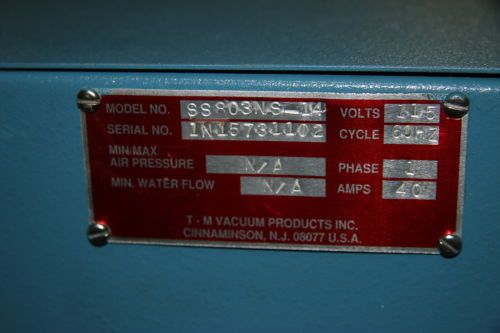 MODEL NO. SS803NS-14 VOLTS 115
SERIAL NO. 1N15731102 CYCLE 60HZ
MIN/MAX
AIR PRESSURE N/A PHASE 1
MIN. WATER FLOW N/A AMPS 40
T-M VACUUM PRODUCTS INC.
CINNAMINSON, N.J. 08077 U.S.A.